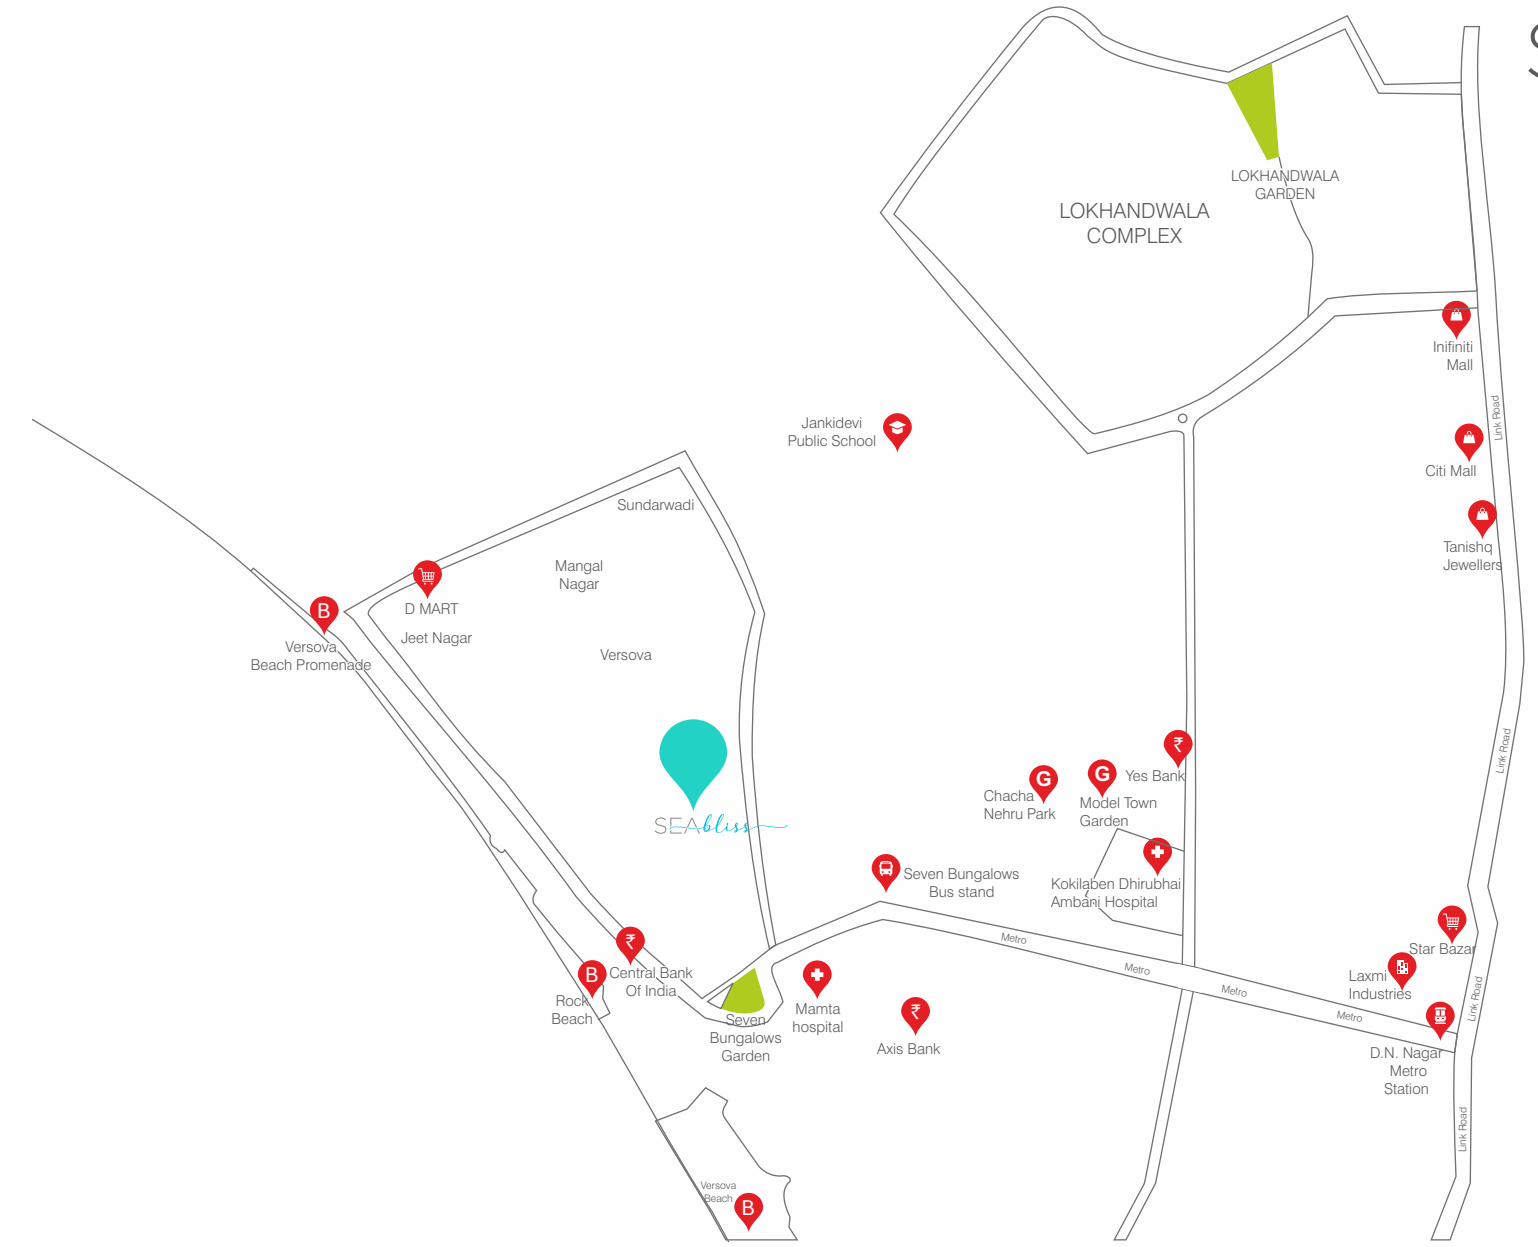 LOKHANDWALA
GARDEN
LOKHANDWALA
COMPLEX
Inifiniti
Mall
Link Road
Jankidevi
Public School
Citi Mall
Sundarwadi
Tanishq
Jewellers
Mangal
Nagar
B
D MART
Jeet Nagar
Versova
Beach Promenade
Versova
Link Road
₹
Yes Bank
G
G
Chacha
Nehru Park
Model Town
Garden
SEA bliss
Seven Bungalows
Bus stand
Kokilaben Dhirubhai
Ambani Hospital
Metro
Metro
Metro
Metro
Star Bazar
Laxmi
Industries
Link Road
₹
Central Bank
Of India
B
Rock
Beach
Seven
Bungalows
Garden
Mamta
hospital
₹
Axis Bank
D.N. Nagar
Metro
Station
Link Road
Versova
Beach
B